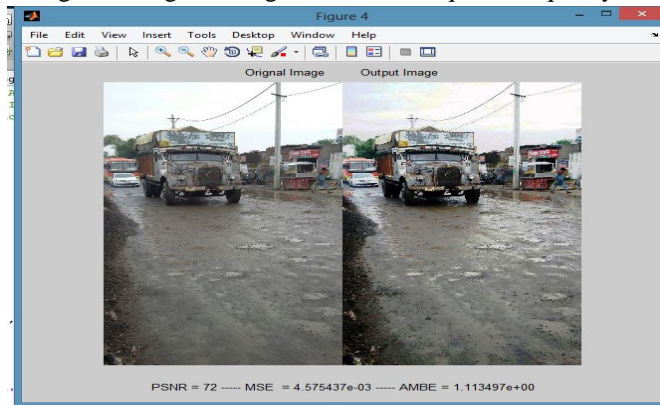 Figure 4
File Edit View Insert Tools Desktop Window Help
Orignal Image Output Image
PSNR = 72 ----- MSE = 4.575437e-03 ----- AMBE = 1.113497e+00